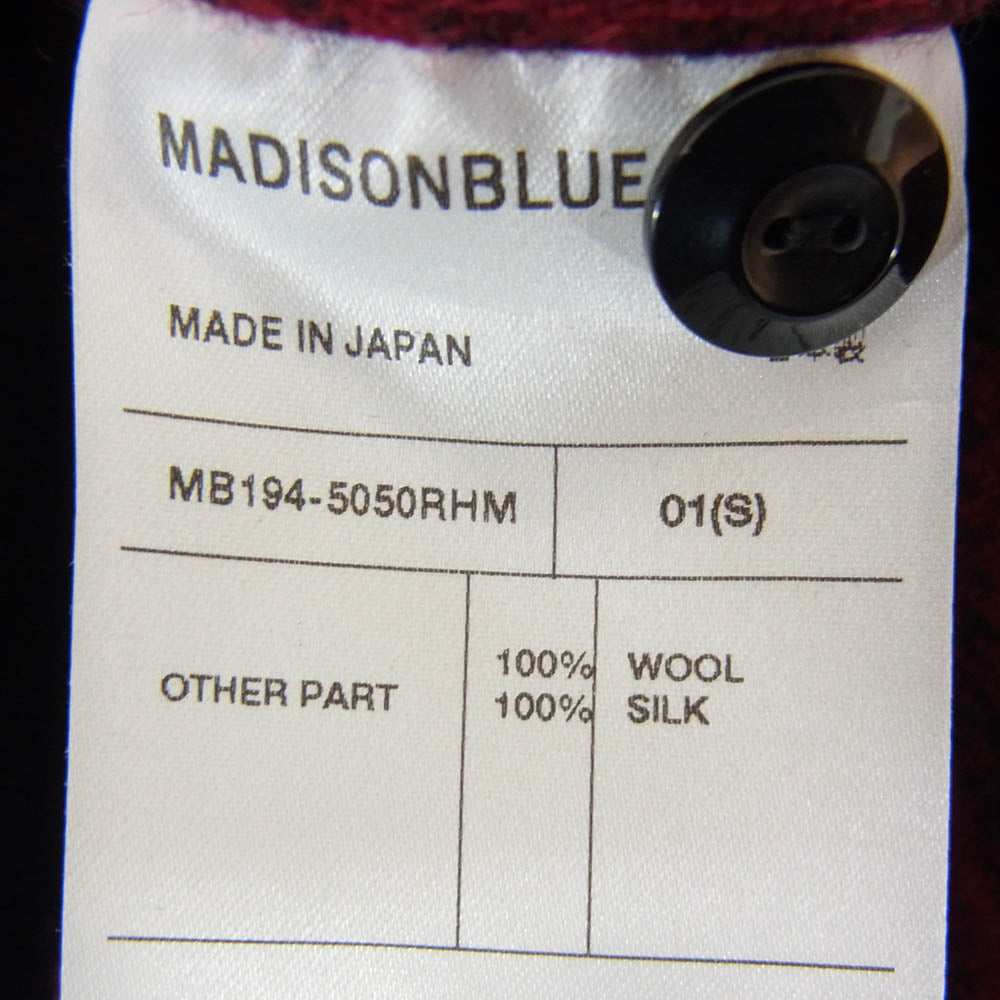 MADISONBLUE
MADE IN JAPAN
MB194-5050RHM 01(S)
100% WOOL
OTHER PART 100% SILK